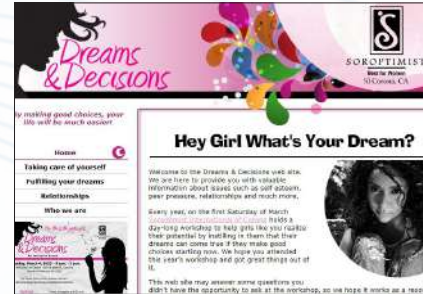 Dreams
& Decisions
S
SOROPTIMIST
Best for Women
SI Corona, CA
by making good choices, your
life will be much easier!
Home
Taking care of yourself
Fulfilling your dreams
Relationships
Who we are
Dreams
& Decisions
Hey Girl What's Your Dream?
Welcome to the Dreams & Decisions web site.
We are here to provide you with valuable
information about issues such as self esteem,
peer pressure, relationships and much more.
Every year, on the first Saturday of March
Soroptimist International of Corona holds a
day-long workshop to help girls like you realize
their potential by instilling in them that their
dreams can come true if they make good
choices starting now. We hope you attended
this year's workshop and got great things out of
it.
This web site may answer some questions you
didn't have the opportunity to ask at the workshop, so we hope it works as a